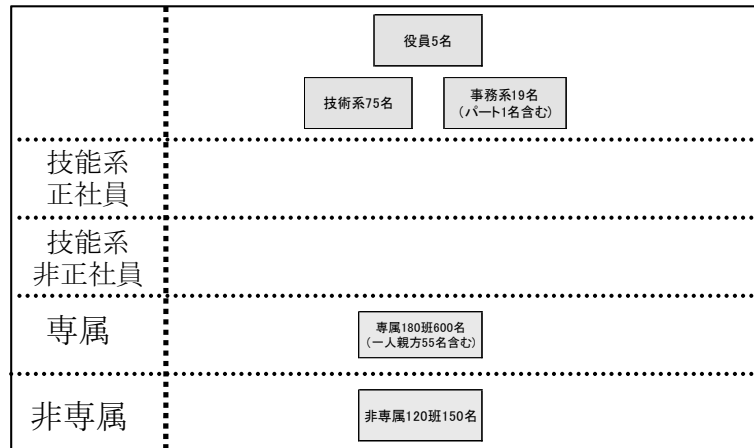 役員5名
技術系75名
事務系19名
(パート1名含む)
技能系
正社員
技能系
非正社員
専属
専属180班600名
(一人親方55名含む)
非専属
非専属120班150名